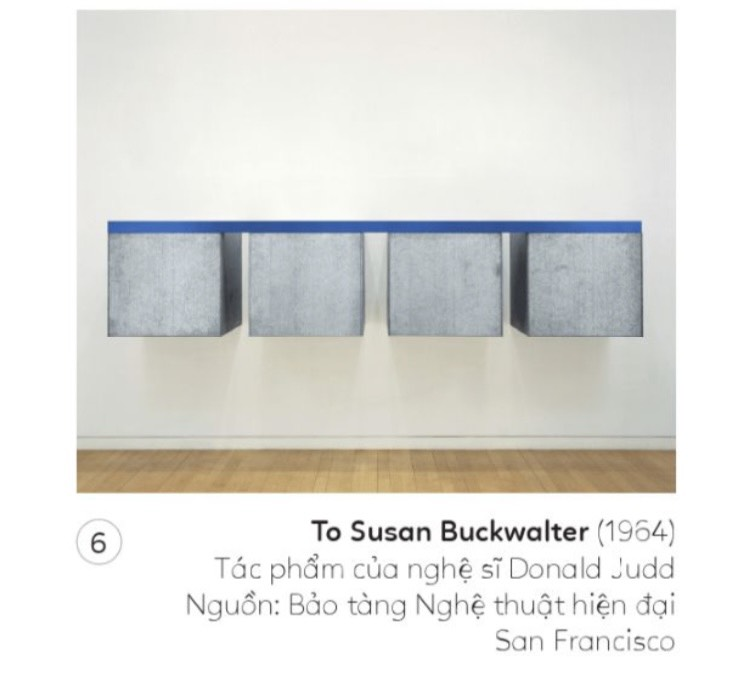 6
To Susan Buckwalter (1964)
Tác phẩm của nghệ sĩ Donald Judd
Nguồn: Bảo tàng Nghệ thuật hiện đại
San Francisco